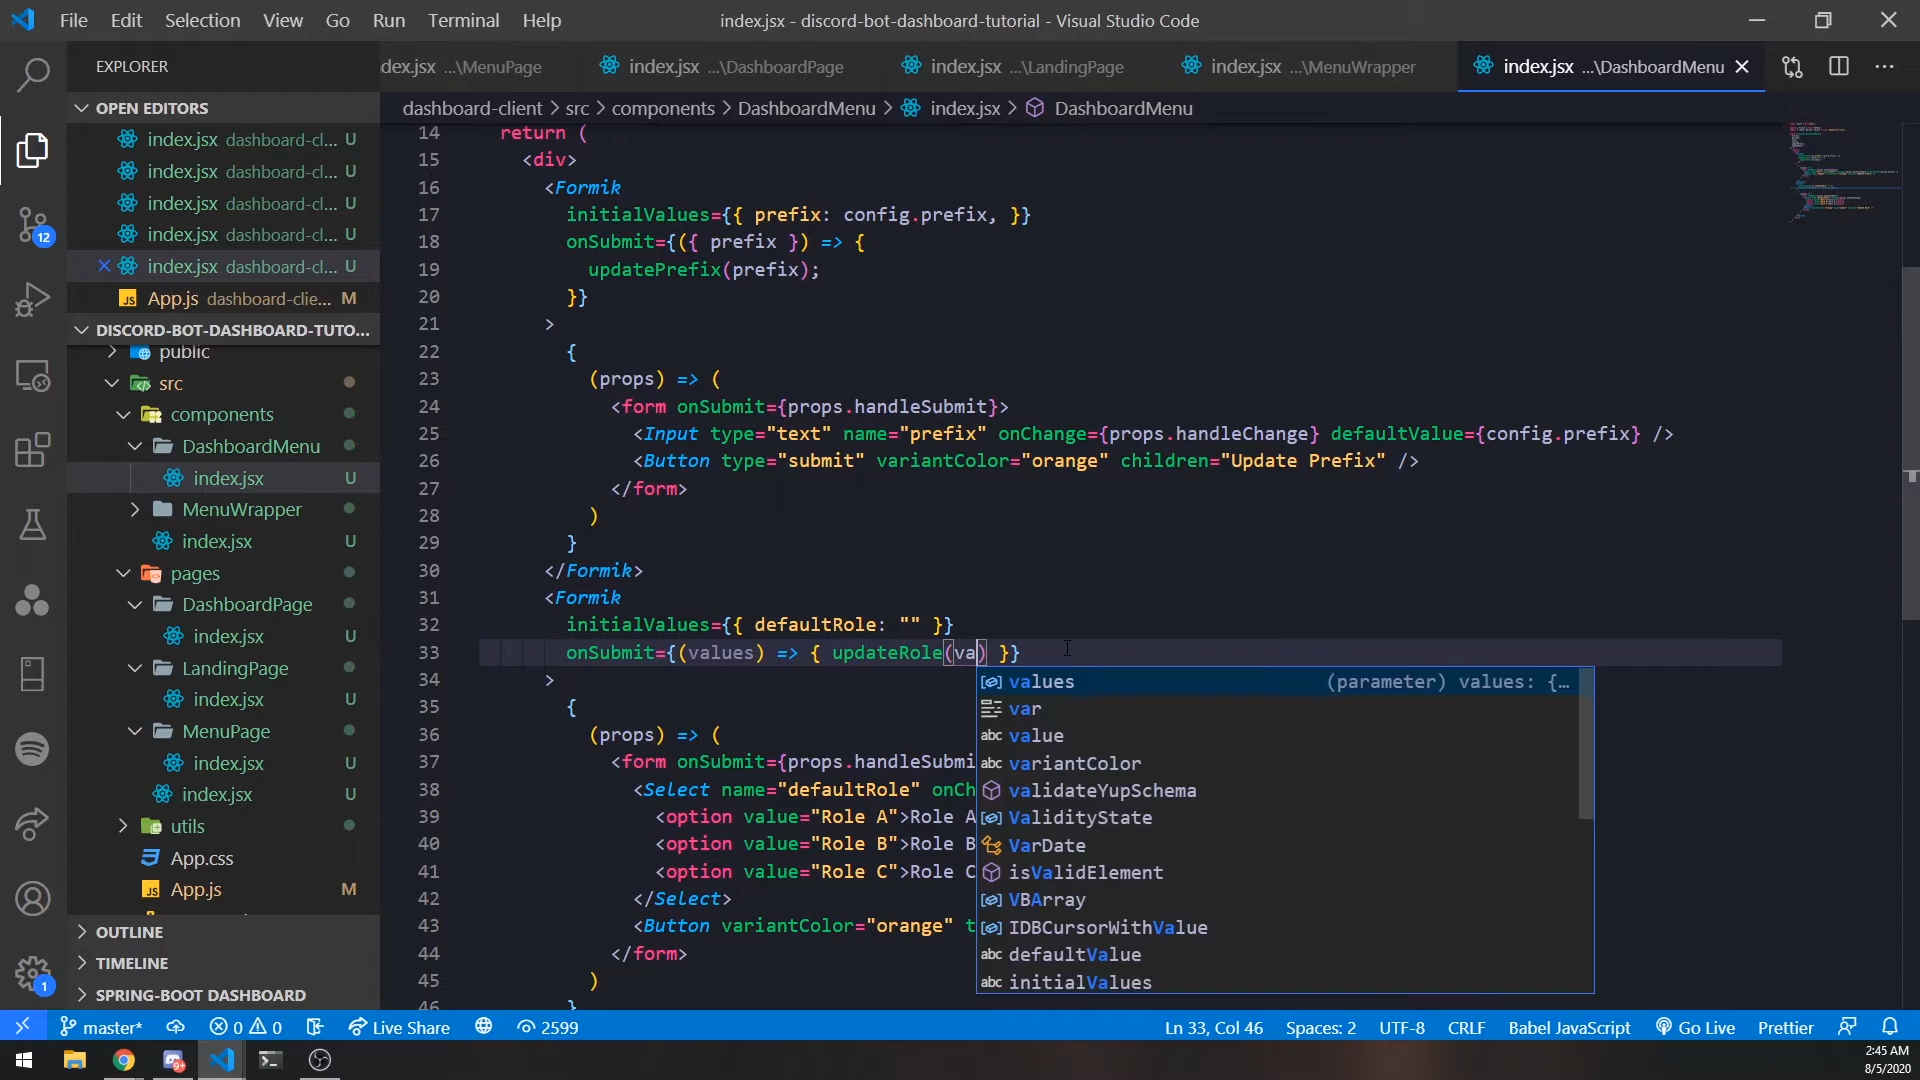 File Edit Selection View Go Run Terminal Help index.jsx - discord-bot-dashboard-tutorial - Visual Studio Code
EXPLORER
dex.jsx ...\MenuPage index.jsx ...\DashboardPage index.jsx ...\LandingPage index.jsx ...\MenuWrapper index.jsx ...\DashboardMenu
OPEN EDITORS
dashboard-client > src > components > DashboardMenu > index.jsx > DashboardMenu
index.jsx dashboard-cl... U
index.jsx dashboard-cl... U
index.jsx dashboard-cl... U
index.jsx dashboard-cl... U
index.jsx dashboard-cl... U
App.js dashboard-clie... M
DISCORD-BOT-DASHBOARD-TUTO...
public
src
components
DashboardMenu
index.jsx U
MenuWrapper
index.jsx U
pages
DashboardPage
index.jsx U
LandingPage
index.jsx U
MenuPage
index.jsx U
index.jsx U
utils
App.css
App.js M
OUTLINE
TIMELINE
SPRING-BOOT DASHBOARD
12
1
14 return (
15 <div>
16 <Formik
17 initialValues={{ prefix: config.prefix, }}
18 onSubmit={({ prefix }) => {
19 updatePrefix(prefix);
20 }}
21 >
22 {
23 (props) => (
24 <form onSubmit={props.handleSubmit}>
25 <Input type="text" name="prefix" onChange={props.handleChange} defaultValue={config.prefix} />
26 <Button type="submit" variantColor="orange" children="Update Prefix" />
27 </form>
28 )
29 }
30 </Formik>
31 <Formik
32 initialValues={{ defaultRole: "" }}
33 onSubmit={(values) => { updateRole(va) }}
34 >
35 {
36 (props) => (
37 <form onSubmit={props.handleSubmi
38 <Select name="defaultRole" onCh
39 <option value="Role A">Role A
40 <option value="Role B">Role B
41 <option value="Role C">Role C
42 </Select>
43 <Button variantColor="orange" t
44 </form>
45 )
46 }
values (parameter) values: {...
var
abc value
abc variantColor
validateYupSchema
ValidityState
VarDate
isValidElement
VBArray
IDBCursorWithValue
abc defaultValue
abc initialValues
master* 0 0 Live Share 2599 Ln 33, Col 46 Spaces: 2 UTF-8 CRLF Babel JavaScript Go Live Prettier
2:45 AM
8/5/2020